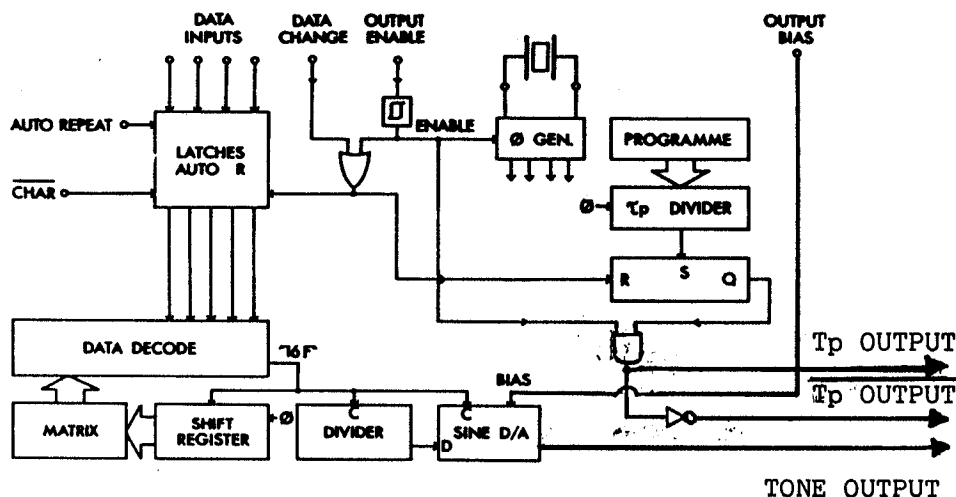 DATA
INPUTS
DATA
CHANGE
OUTPUT
ENABLE
OUTPUT
BIAS
AUTO REPEAT
LATCHES
AUTO R
ENABLE
Ø GEN.
PROGRAMME
CHAR
Ø
τp DIVIDER
R
S
Q
DATA DECODE
16F
Tp OUTPUT
Tp OUTPUT
BIAS
MATRIX
SHIFT
REGISTER
Ø
C
DIVIDER
C
D
SINE D/A
TONE OUTPUT